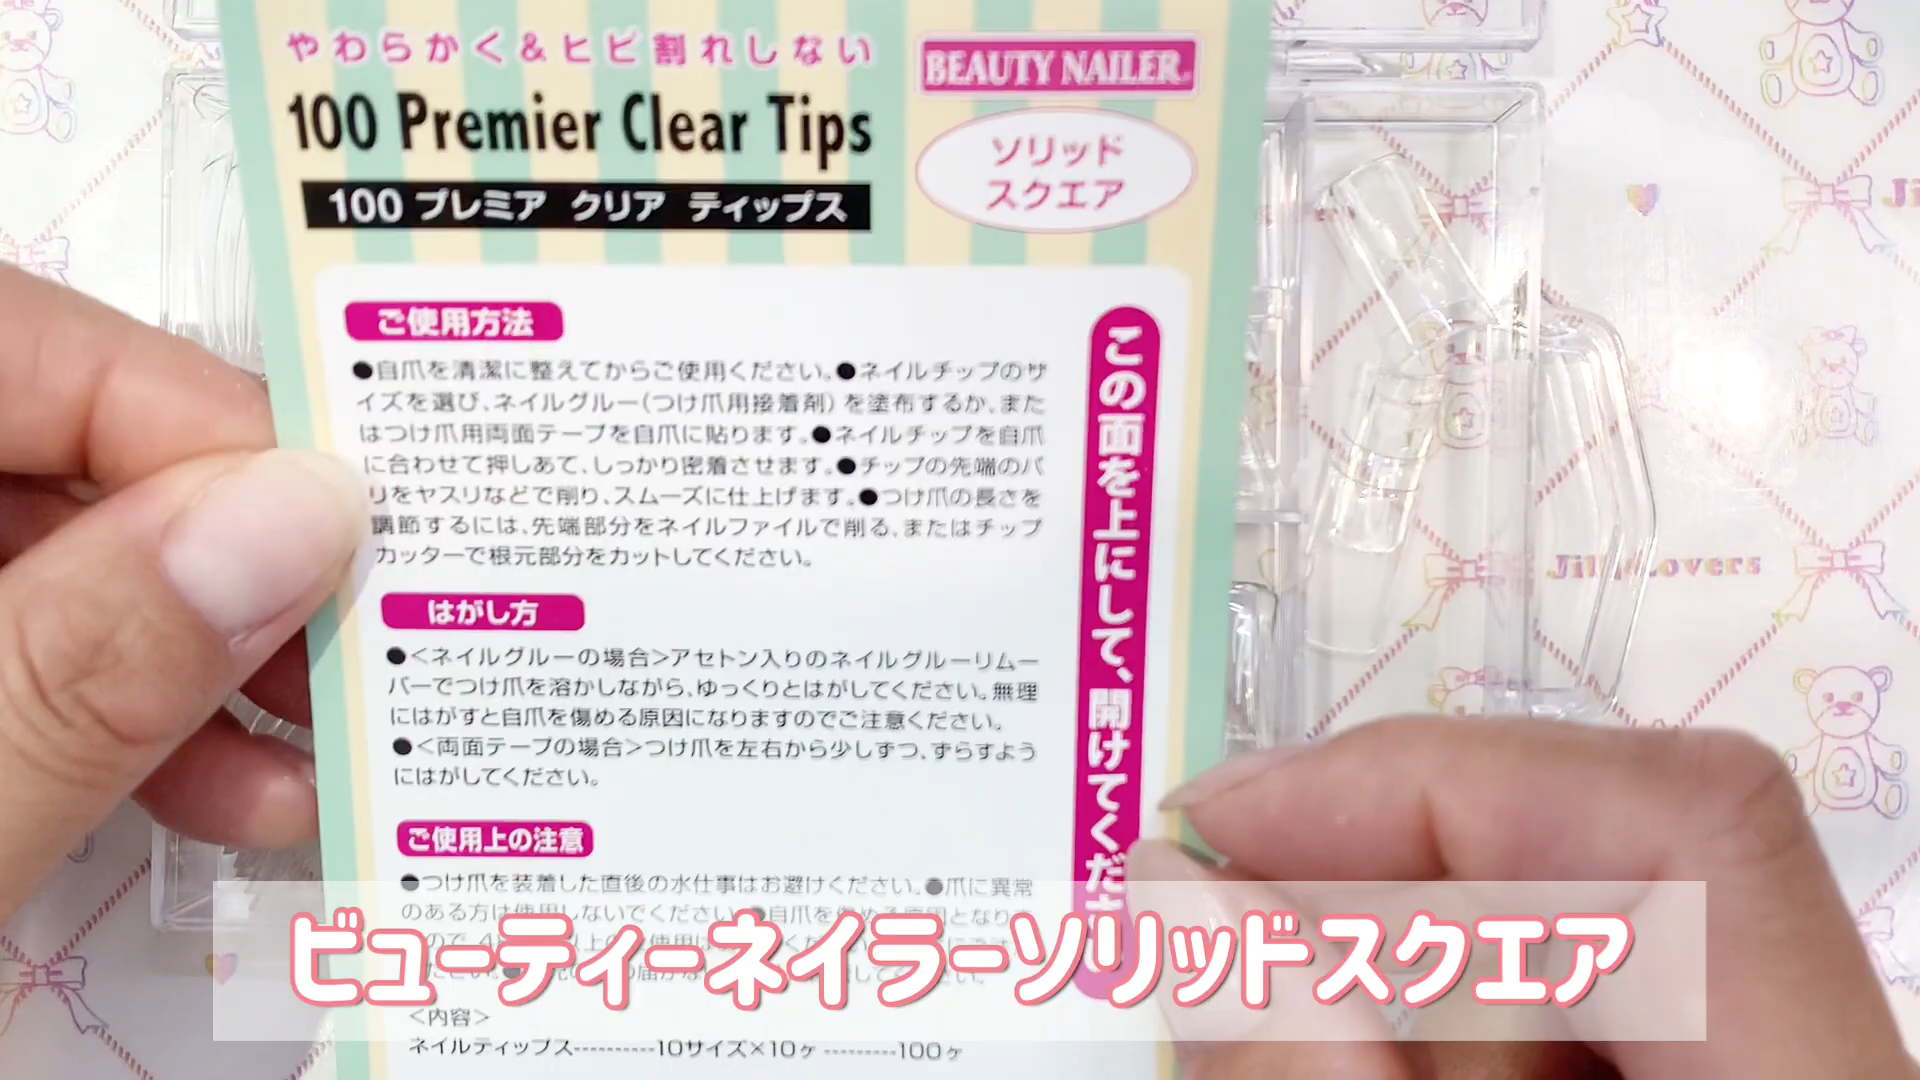 やわらかく&ヒビ割れしない
100 Premier Clear Tips
100 プレミア クリア ティップス
BEAUTY NAILER
ソリッド
スクエア
ご使用方法
●自爪を清潔に整えてからご使用ください。●ネイルチップのサ
イズを選び、ネイルグルー(つけ爪用接着剤)を塗布するか、また
はつけ爪用両面テープを自爪に貼ります。●ネイルチップを自爪
に合わせて押しあて、しっかり密着させます。●チップの先端のバ
リをヤスリなどで削り、スムーズに仕上げます。●つけ爪の長さを
調節するには、先端部分をネイルファイルで削る、またはチップ
カッターで根元部分をカットしてください。
はがし方
●<ネイルグルーの場合>アセトン入りのネイルグルーリムー
バーでつけ爪を溶かしながら、ゆっくりとはがしてください。無理
にはがすと自爪を傷める原因になりますのでご注意ください。
●<両面テープの場合>つけ爪を左右から少しずつ、ずらすよう
にはがしてください。
ご使用上の注意
●つけ爪を装着した直後の水仕事はお避けください。●爪に異常
のある方は使用しないでください。●自爪を傷める原因となり
<内容>
ネイルティップス----------10サイズ×10ヶ---------100ヶ
この面を上にして、開けてくださ
ビューティーネイラーソリッドスクエア